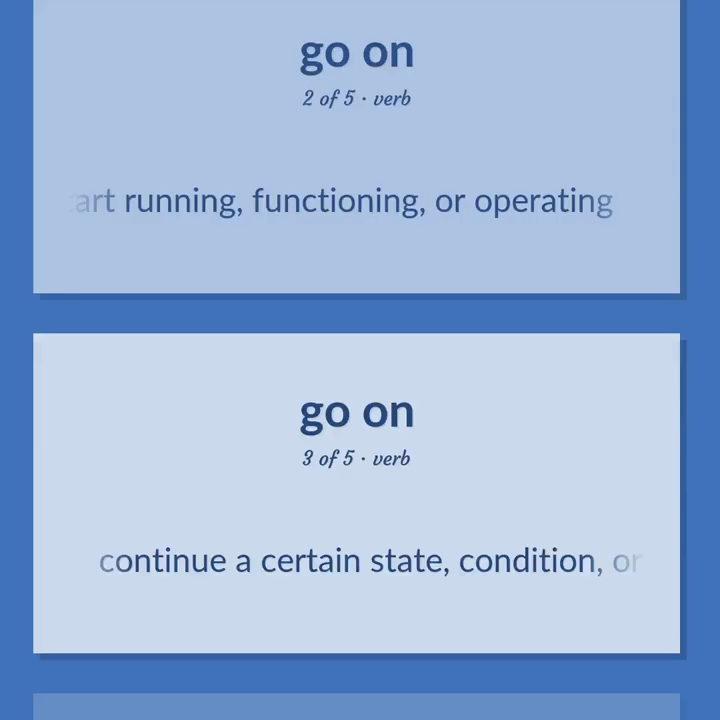 go on
2 of 5 · verb
art running, functioning, or operating
go on
3 of 5 · verb
continue a certain state, condition, or